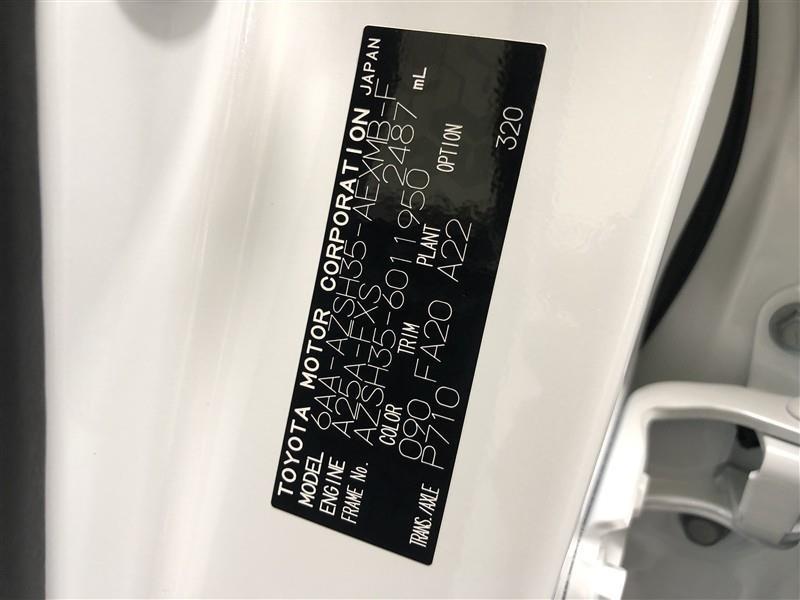 TOYOTA MOTOR CORPORATION JAPAN
MODEL 6AA-AZSH35-AEXMB-F
ENGINE A25A-FXS 2487 mL
FRAME No. AZSH35-6011950
COLOR TRIM PLANT OPTION
090 FA20 A22
TRANS./AXLE P710 320